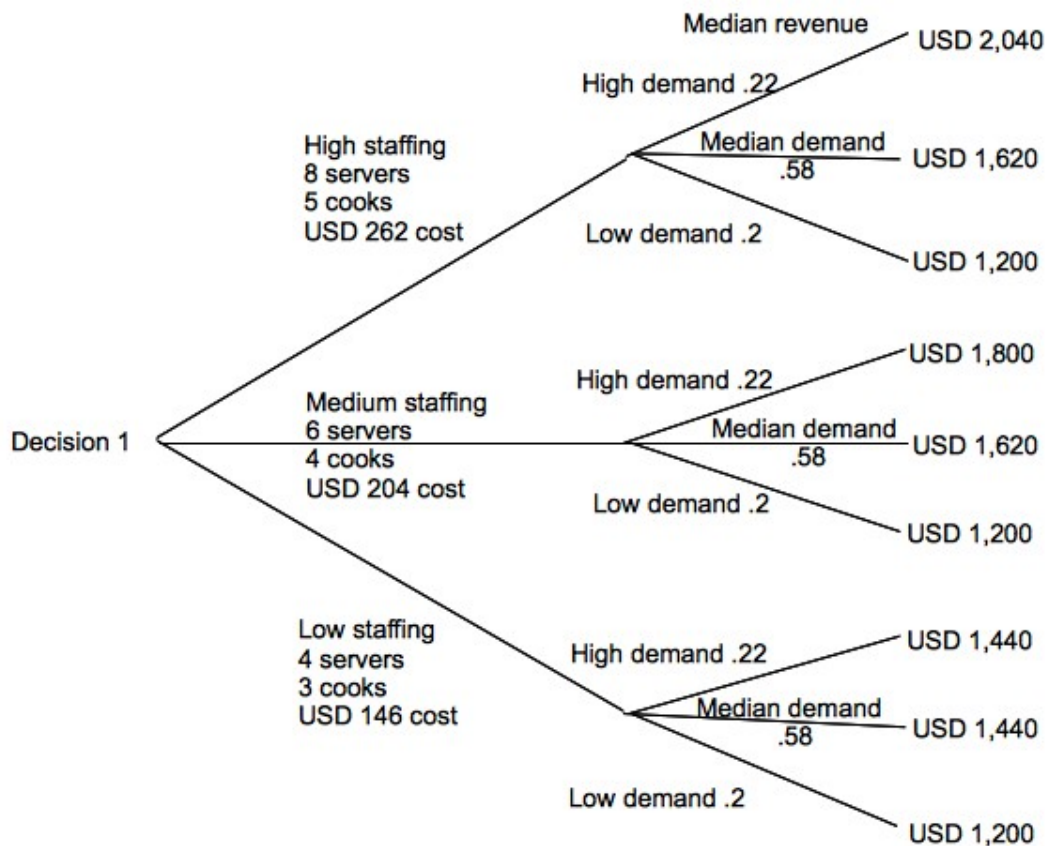 Median revenue
USD 2,040
High demand .22
High staffing
8 servers
5 cooks
USD 262 cost
Median demand
.58
USD 1,620
Low demand .2
USD 1,200
USD 1,800
High demand .22
Decision 1
Medium staffing
6 servers
4 cooks
USD 204 cost
Median demand
.58
USD 1,620
Low demand .2
USD 1,200
Low staffing
4 servers
3 cooks
USD 146 cost
High demand .22
USD 1,440
Median demand
.58
USD 1,440
Low demand .2
USD 1,200